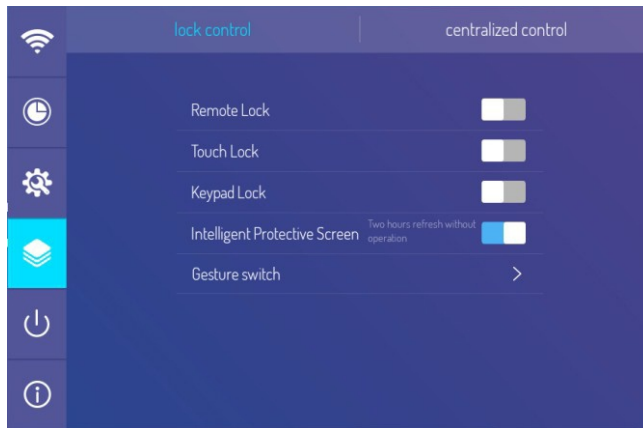 lock control
centralized control
Remote Lock
Touch Lock
Keypad Lock
Intelligent Protective Screen
Two hours refresh without
operation
Gesture switch